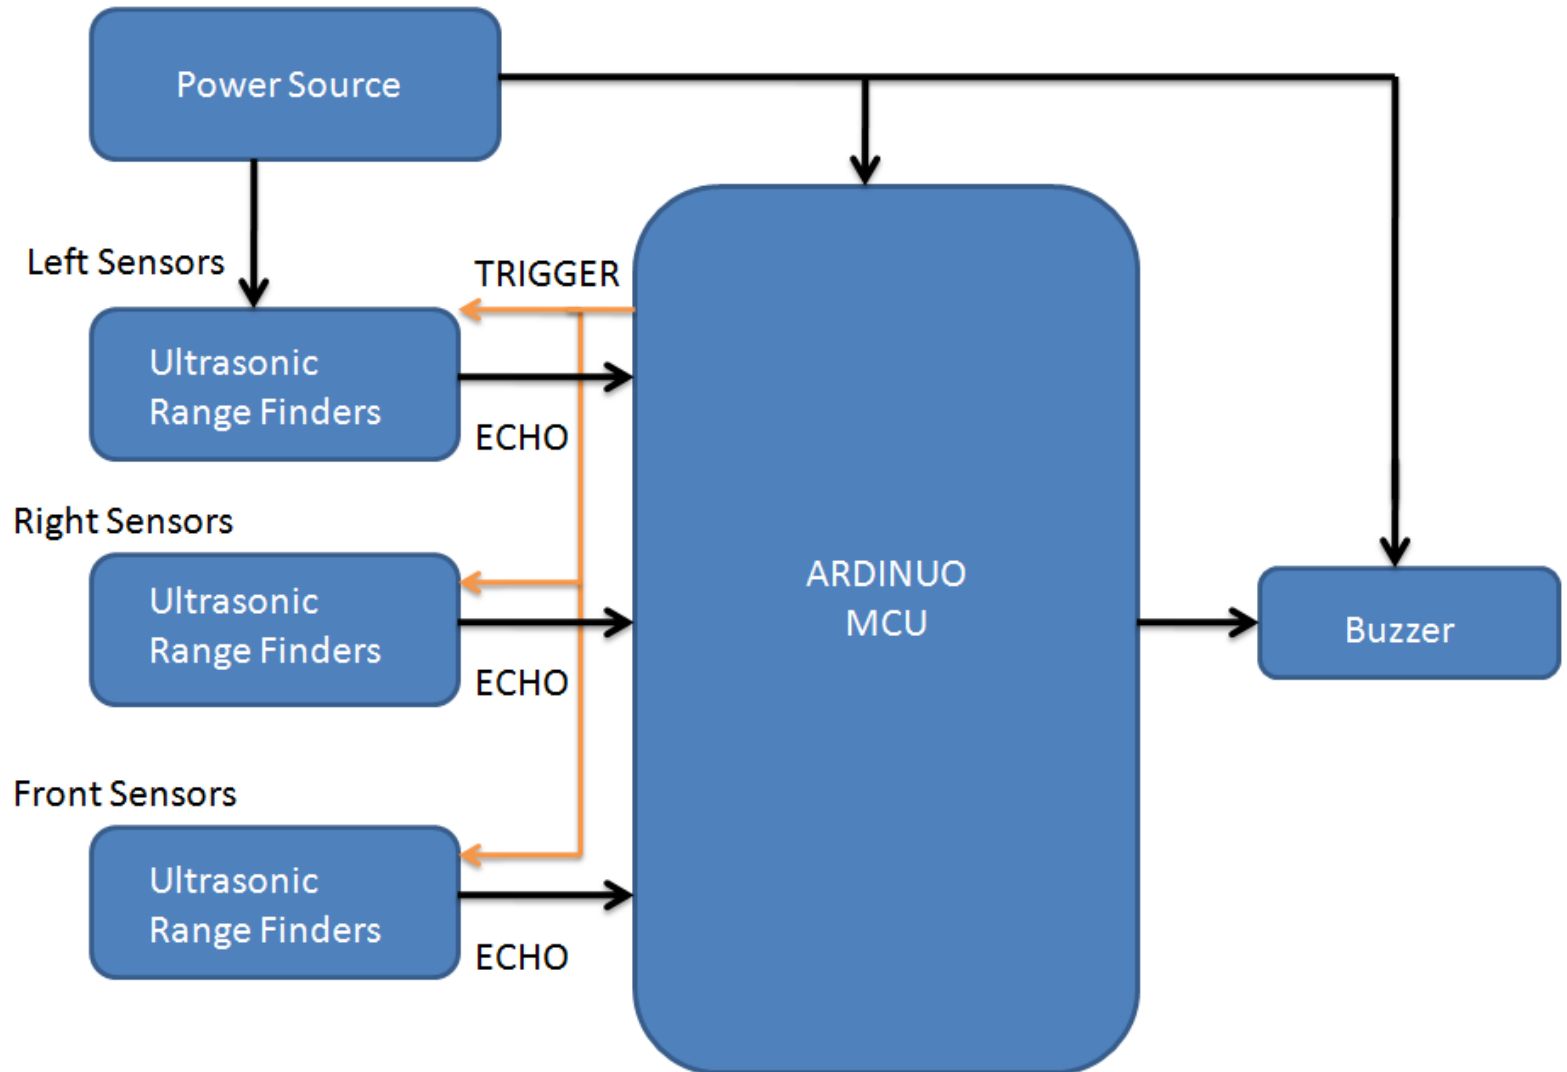 Power Source
Left Sensors
TRIGGER
Ultrasonic
Range Finders
ECHO
Right Sensors
Ultrasonic
Range Finders
ECHO
ARDINUO
MCU
Buzzer
Front Sensors
Ultrasonic
Range Finders
ECHO